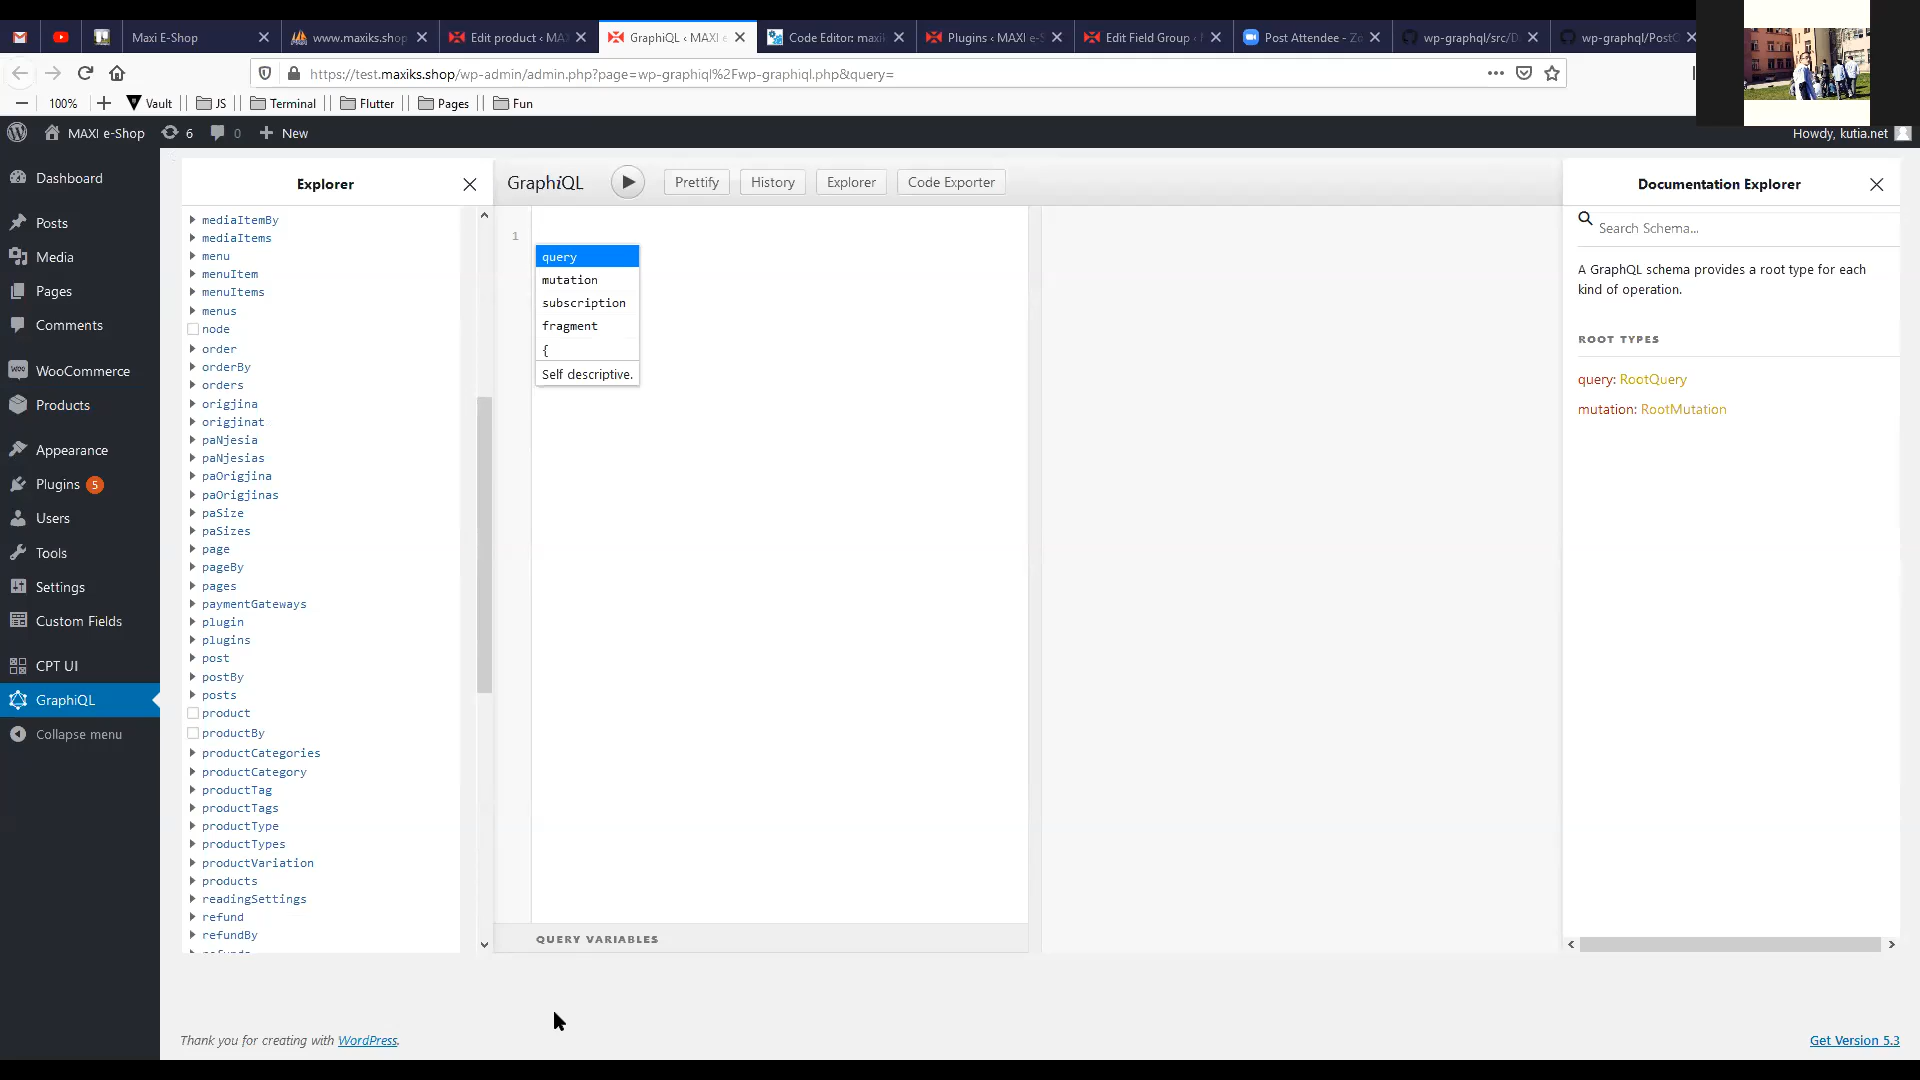 Maxi E-Shop
www.maxiks.shop
Edit product ‹ MAXI
GraphiQL ‹ MAXI e
Code Editor: maxi
Plugins ‹ MAXI e-S
Edit Field Group ‹
Post Attendee - Zo
wp-graphql/src/D
wp-graphql/PostO
https://test.maxiks.shop/wp-admin/admin.php?page=wp-graphiql%2Fwp-graphiql.php&query=
100%
Vault
JS
Terminal
Flutter
Pages
Fun
MAXI e-Shop
6
0
New
Howdy, kutia.net
Dashboard
Posts
Media
Pages
Comments
WooCommerce
Products
Appearance
Plugins 5
Users
Tools
Settings
Custom Fields
CPT UI
GraphiQL
Collapse menu
Explorer
mediaItemBy
mediaItems
menu
menuItem
menuItems
menus
node
order
orderBy
orders
origjina
origjinat
paNjesia
paNjesias
paOrigjina
paOrigjinas
paSize
paSizes
page
pageBy
pages
paymentGateways
plugin
plugins
post
postBy
posts
product
productBy
productCategories
productCategory
productTag
productTags
productType
productTypes
productVariation
products
readingSettings
refund
refundBy
GraphiQL
Prettify
History
Explorer
Code Exporter
1
query
mutation
subscription
fragment
{
Self descriptive.
QUERY VARIABLES
Documentation Explorer
Search Schema...
A GraphQL schema provides a root type for each
kind of operation.
ROOT TYPES
query: RootQuery
mutation: RootMutation
Thank you for creating with WordPress.
Get Version 5.3